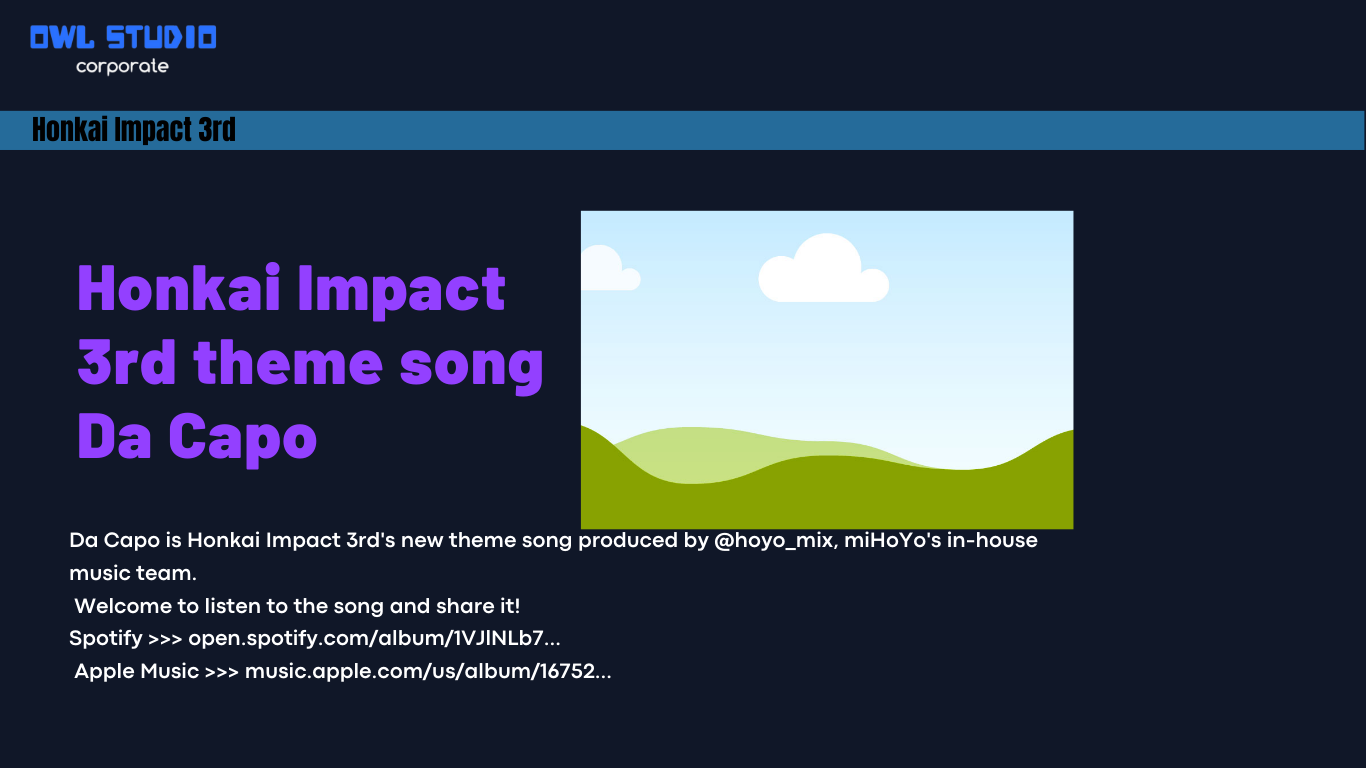 OWL STUDIO
corporate
Honkai Impact 3rd
Honkai Impact
3rd theme song
Da Capo
Da Capo is Honkai Impact 3rd's new theme song produced by @hoyo_mix, miHoYo's in-house
music team.
Welcome to listen to the song and share it!
Spotify >>> open.spotify.com/album/1VJlNLb7...
Apple Music >>> music.apple.com/us/album/16752...